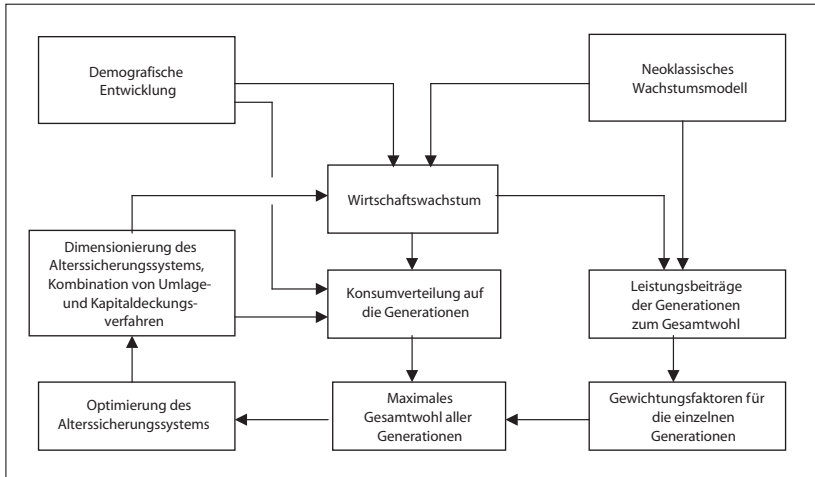 Demografische
Entwicklung
Neoklassisches
Wachstumsmodell
Wirtschaftswachstum
Dimensionierung des
Alterssicherungssystems,
Kombination von Umlage-
und Kapitaldeckungs-
verfahren
Konsumverteilung auf
die Generationen
Leistungsbeiträge
der Generationen
zum Gesamtwohl
Optimierung des
Alterssicherungssystems
Maximales
Gesamtwohl aller
Generationen
Gewichtungsfaktoren für
die einzelnen
Generationen